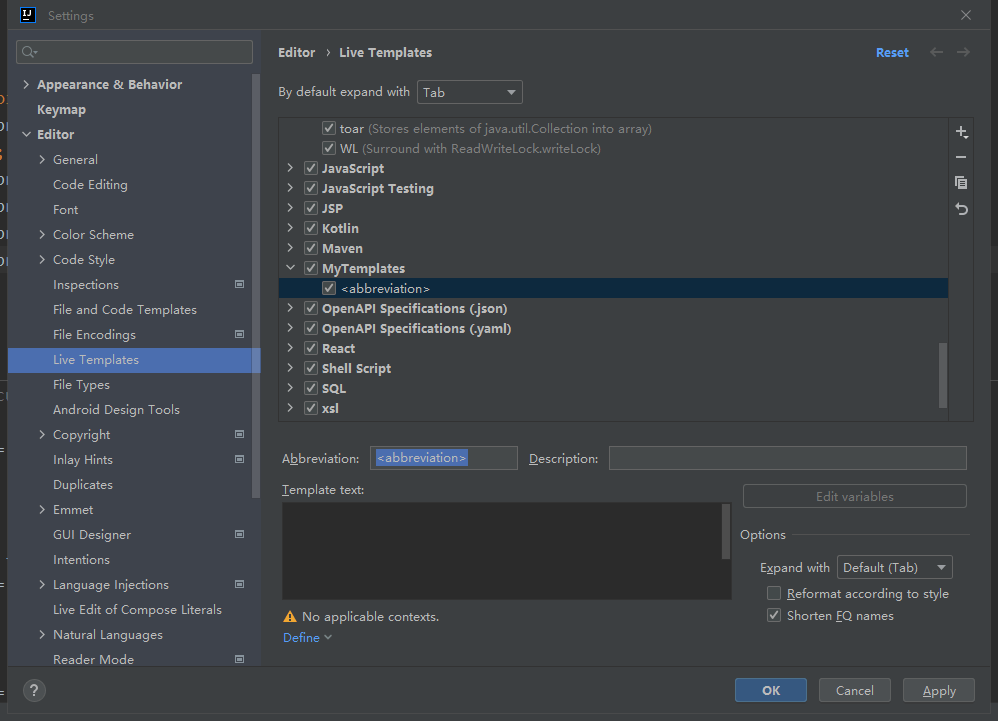 Settings
Editor › Live Templates
Reset
By default expand with Tab
Appearance & Behavior
Keymap
Editor
General
Code Editing
Font
Color Scheme
Code Style
Inspections
File and Code Templates
File Encodings
Live Templates
File Types
Android Design Tools
Copyright
Inlay Hints
Duplicates
Emmet
GUI Designer
Intentions
Language Injections
Live Edit of Compose Literals
Natural Languages
Reader Mode
toar (Stores elements of java.util.Collection into array)
WL (Surround with ReadWriteLock.writeLock)
JavaScript
JavaScript Testing
JSP
Kotlin
Maven
MyTemplates
<abbreviation>
OpenAPI Specifications (.json)
OpenAPI Specifications (.yaml)
React
Shell Script
SQL
xsl
Abbreviation: <abbreviation> Description:
Template text:
Edit variables
Options
Expand with Default (Tab)
Reformat according to style
Shorten FQ names
No applicable contexts.
Define
?
OK
Cancel
Apply